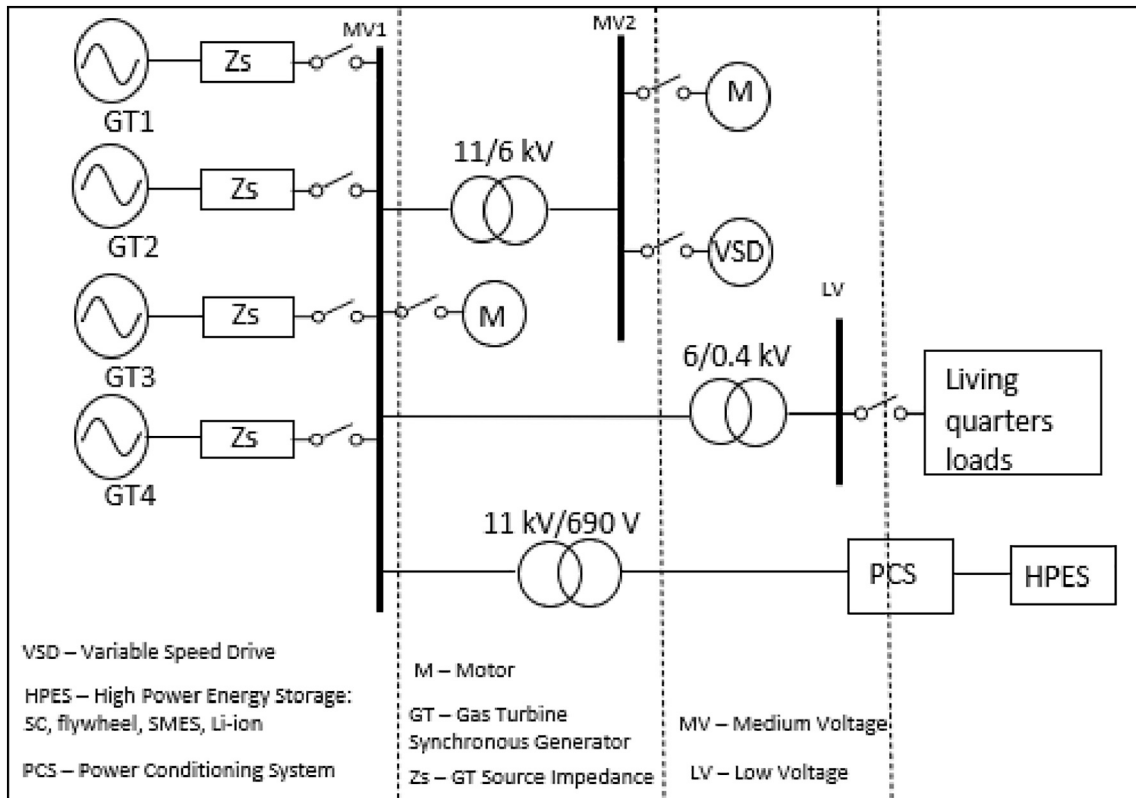 MV1
MV2
Zs
GT1
M
11/6 kV
Zs
GT2
VSD
LV
Zs
GT3
M
6/0.4 kV
Living
quarters
loads
Zs
GT4
11 kV/690 V
PCS
HPES
VSD – Variable Speed Drive
HPES – High Power Energy Storage:
SC, flywheel, SMES, Li-ion
PCS – Power Conditioning System
M – Motor
GT – Gas Turbine
Synchronous Generator
Zs – GT Source Impedance
MV – Medium Voltage
LV – Low Voltage